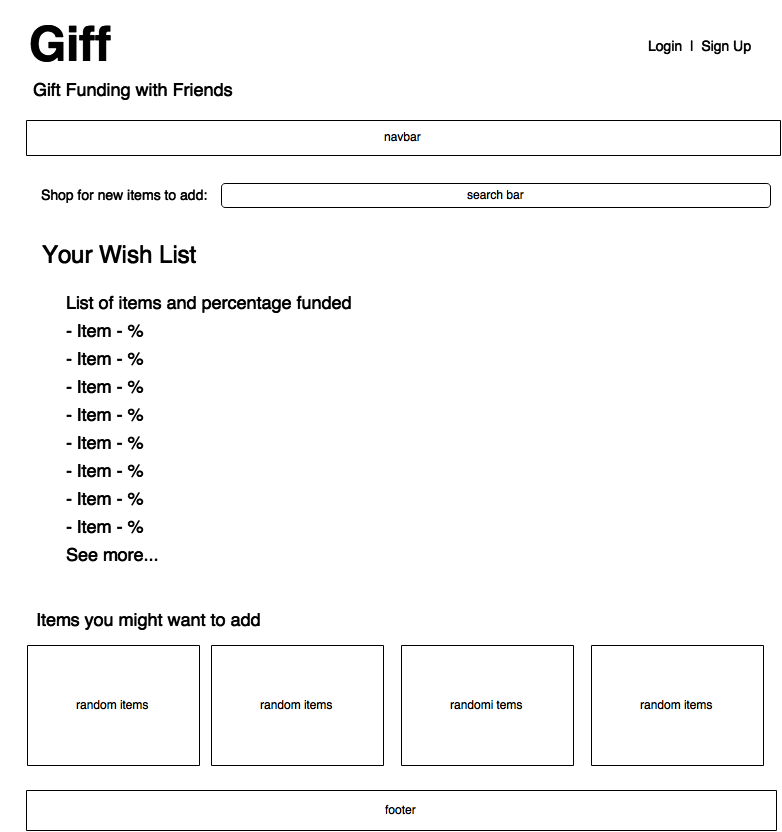 Giff
Login | Sign Up
Gift Funding with Friends
navbar
Shop for new items to add:
search bar
Your Wish List
List of items and percentage funded
- Item - %
- Item - %
- Item - %
- Item - %
- Item - %
- Item - %
- Item - %
- Item - %
See more...
Items you might want to add
random items
random items
randomi tems
random items
footer